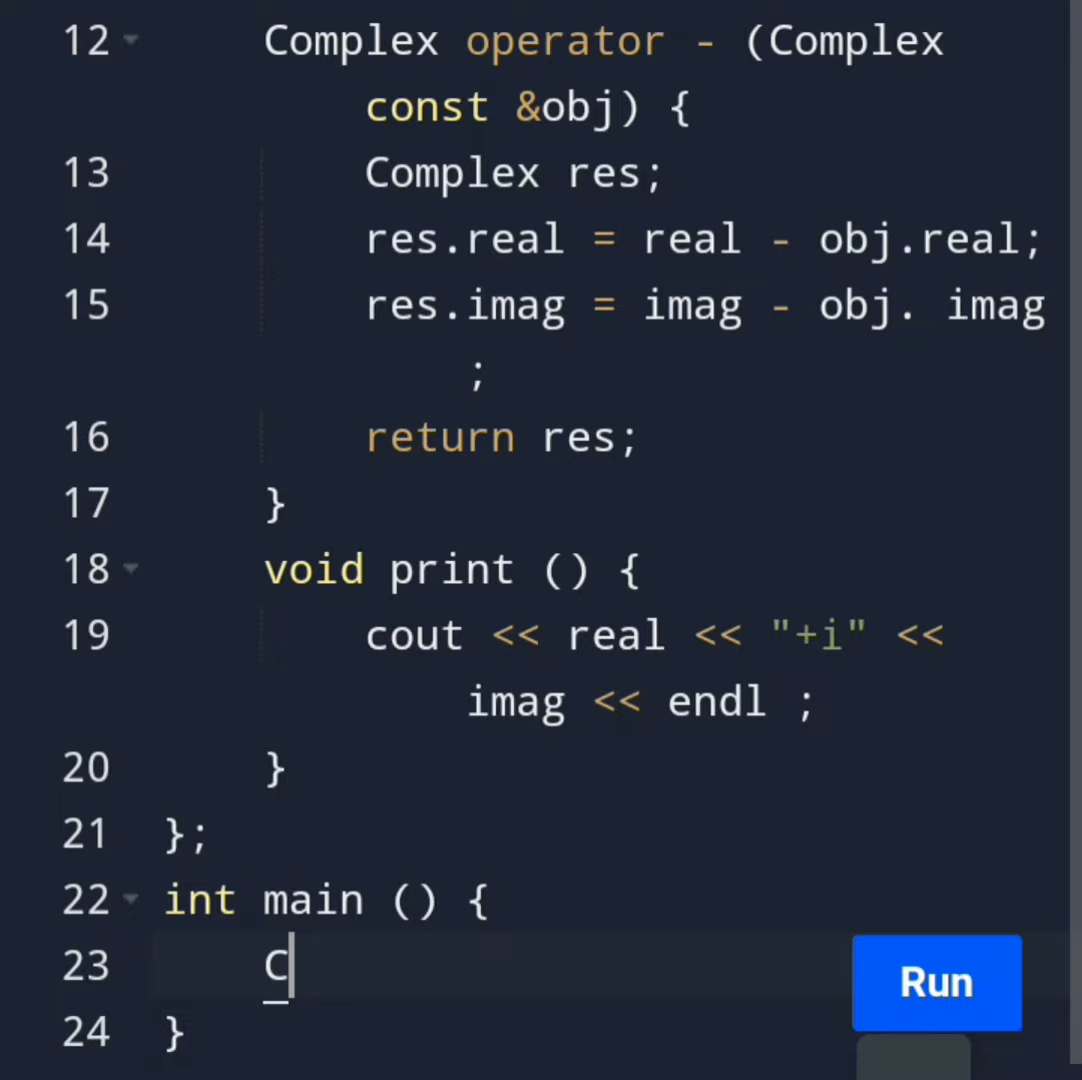 12 Complex operator - (Complex
const &obj) {
13 Complex res;
14 res.real = real - obj.real;
15 res.imag = imag - obj. imag
;
16 return res;
17 }
18 void print () {
19 cout << real << "+i" <<
imag << endl ;
20 }
21 };
22 int main () {
23 C
24 }
Run